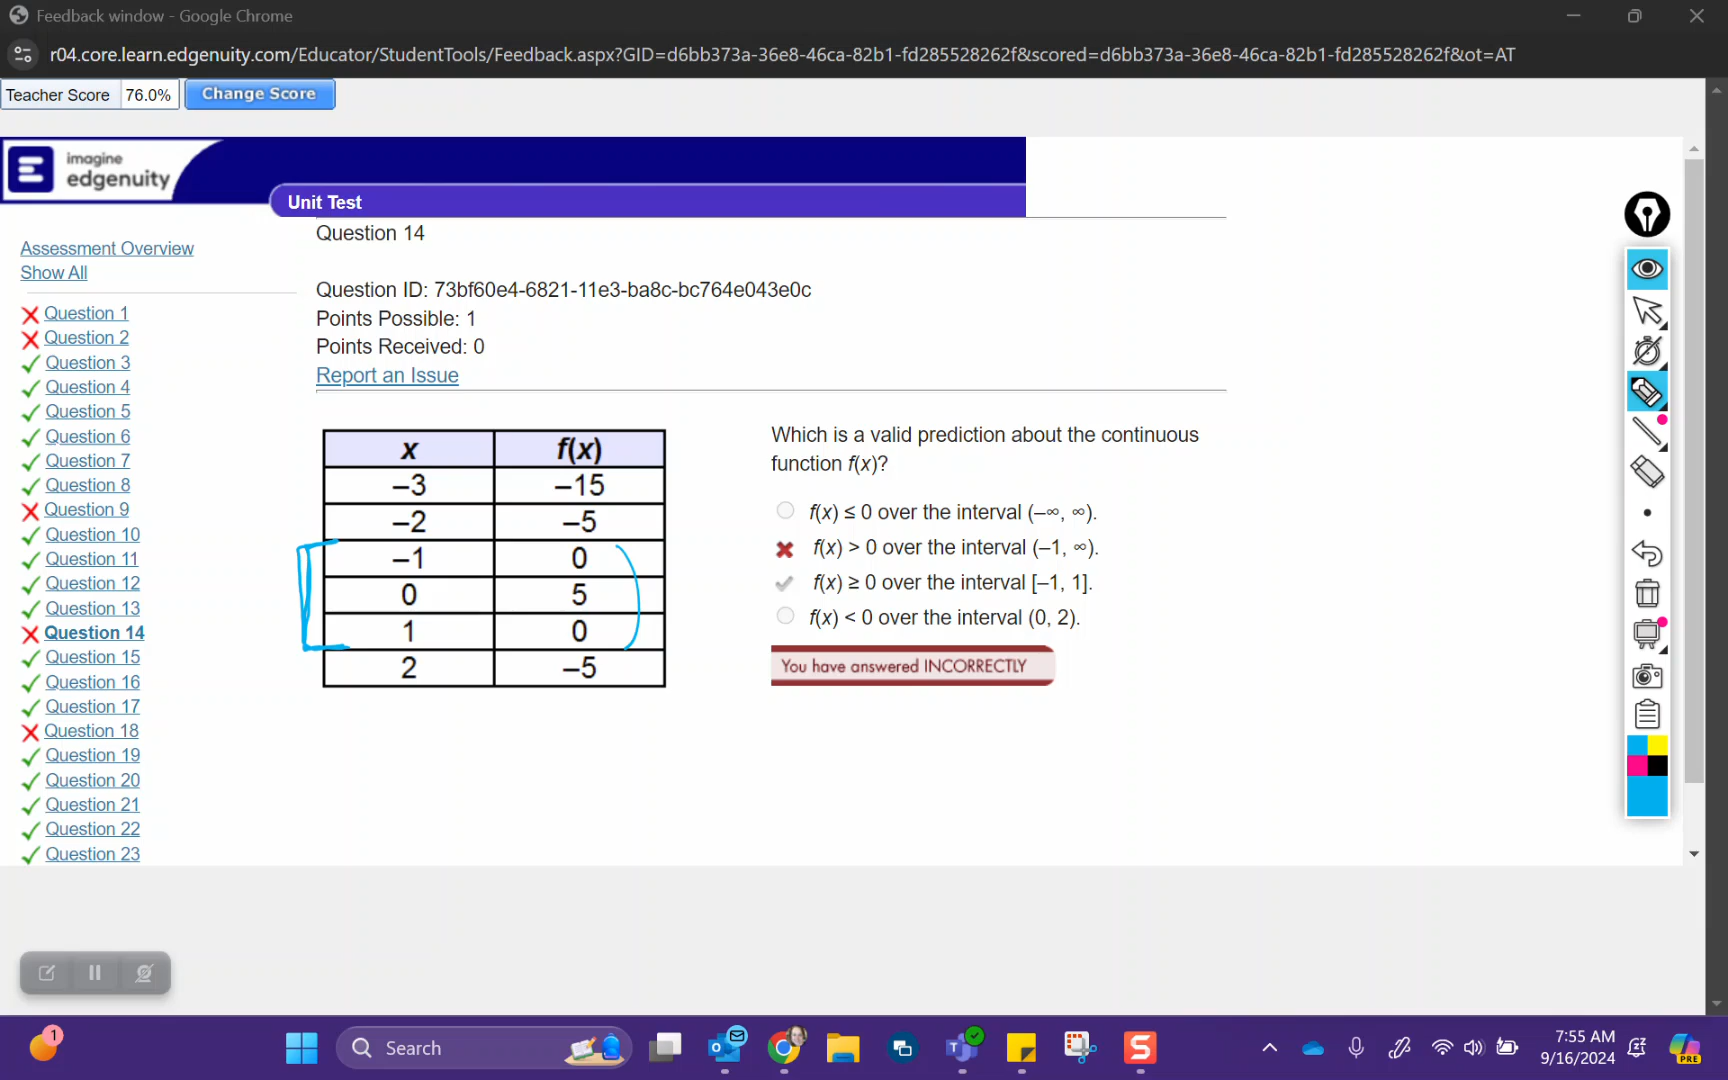 Feedback window - Google Chrome
r04.core.learn.edgenuity.com/Educator/StudentTools/Feedback.aspx?GID=d6bb373a-36e8-46ca-82b1-fd285528262f&scored=d6bb373a-36e8-46ca-82b1-fd285528262f&ot=AT
Teacher Score 76.0% Change Score
imagine
edgenuity
Unit Test
Assessment Overview
Show All
Question 1
Question 2
Question 3
Question 4
Question 5
Question 6
Question 7
Question 8
Question 9
Question 10
Question 11
Question 12
Question 13
Question 14
Question 15
Question 16
Question 17
Question 18
Question 19
Question 20
Question 21
Question 22
Question 23
Question 14
Question ID: 73bf60e4-6821-11e3-ba8c-bc764e043e0c
Points Possible: 1
Points Received: 0
Report an Issue
x f(x)
–3 –15
–2 –5
–1 0
0 5
1 0
2 –5
Which is a valid prediction about the continuous
function f(x)?
f(x) ≤ 0 over the interval (–∞, ∞).
f(x) > 0 over the interval (–1, ∞).
f(x) ≥ 0 over the interval [–1, 1].
f(x) < 0 over the interval (0, 2).
You have answered INCORRECTLY
1
Search
7:55 AM
9/16/2024
PRE